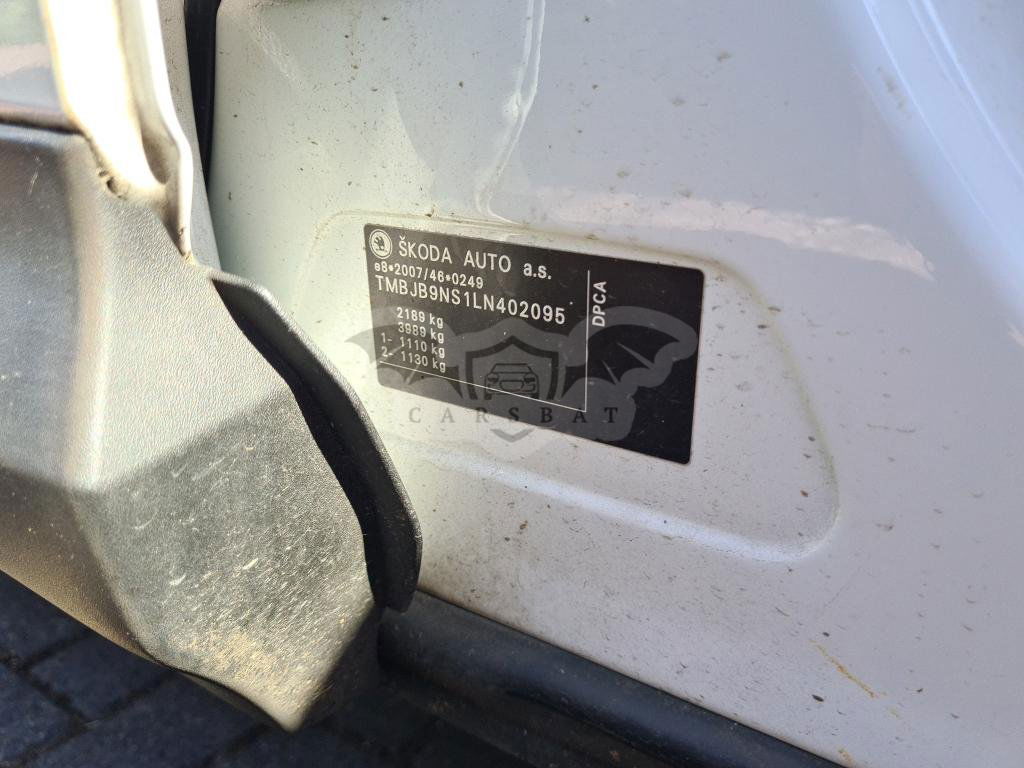 ŠKODA AUTO a.s.
e8*2007/46*0249
TMBJB9NS1LN402095
2189 kg
3989 kg
1- 1110 kg
2- 1130 kg
DPCA
CARSBAT